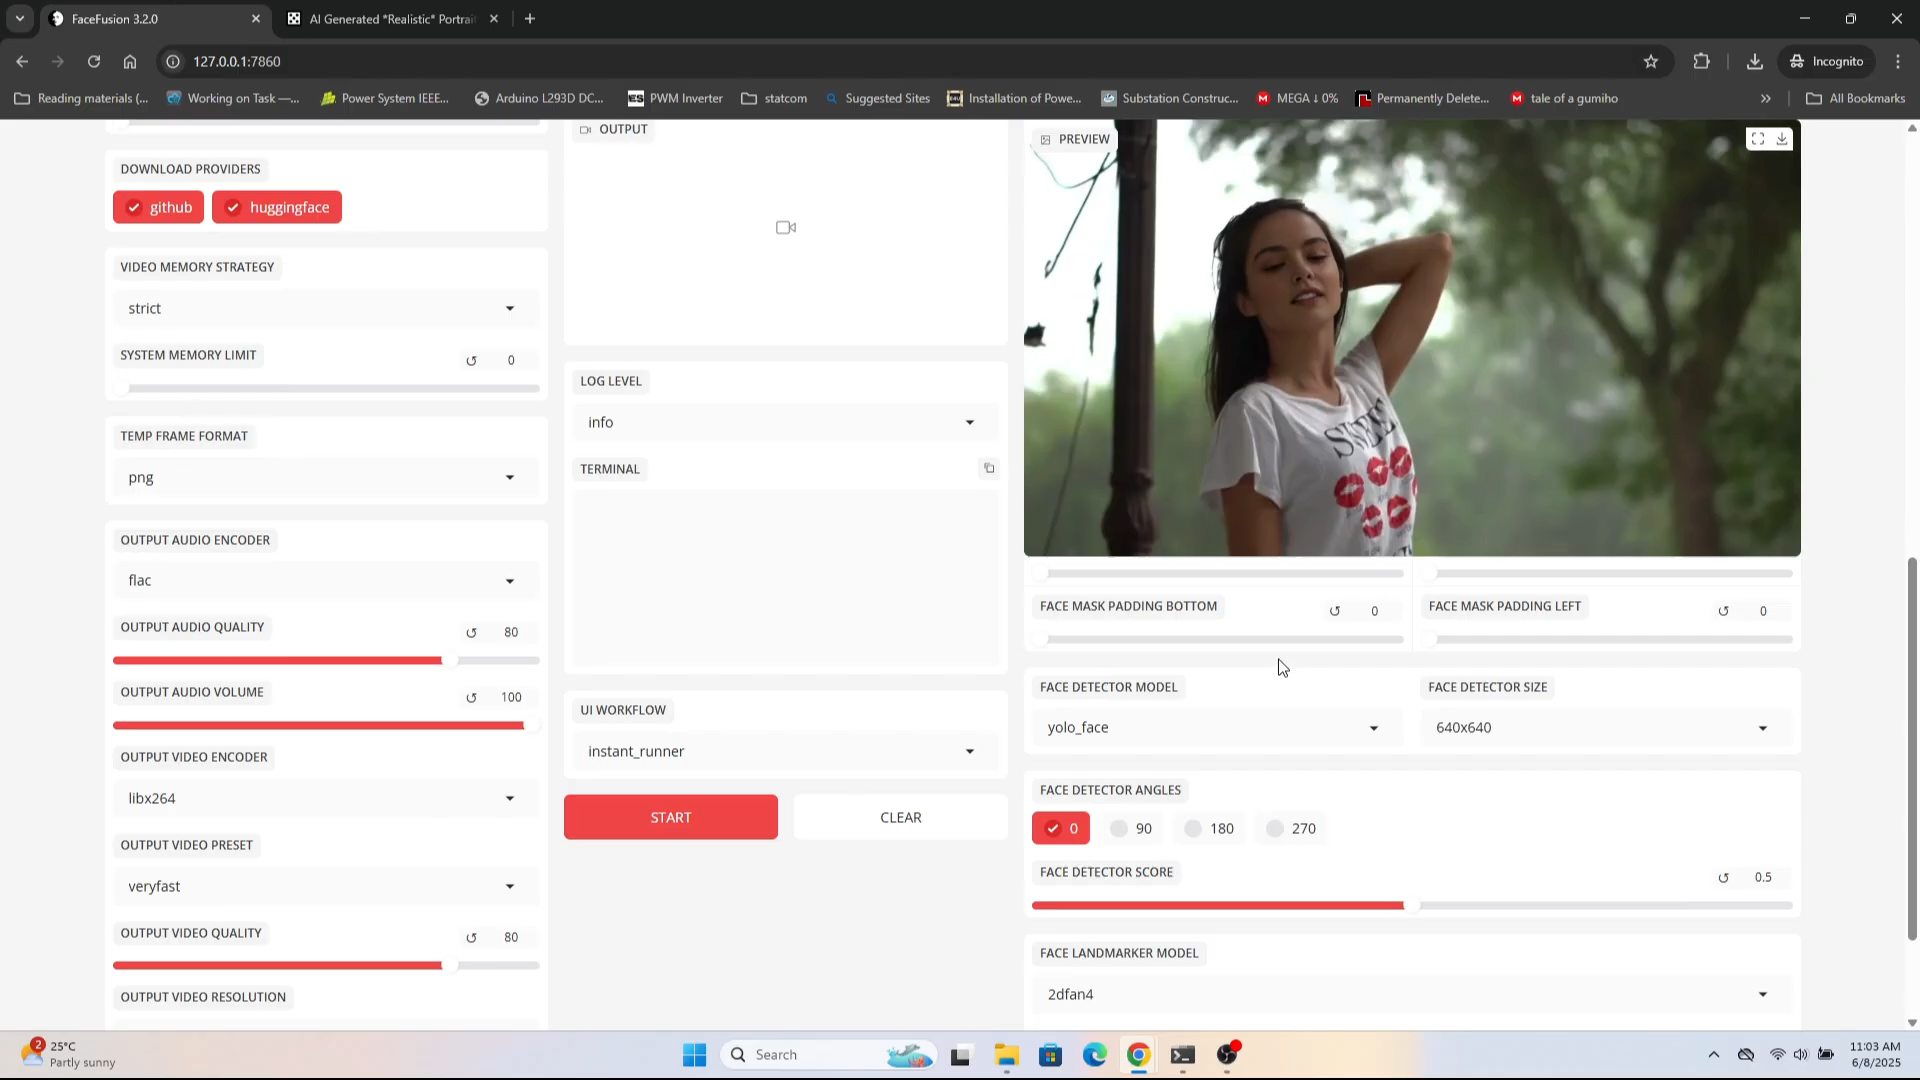 FaceFusion 3.2.0
AI Generated *Realistic* Portrai
127.0.0.1:7860
Incognito
Reading materials (...
Working on Task —...
Power System IEEE...
Arduino L293D DC...
PWM Inverter
statcom
Suggested Sites
Installation of Powe...
Substation Construc...
MEGA ↓ 0%
Permanently Delete...
tale of a gumiho
All Bookmarks
DOWNLOAD PROVIDERS
github
huggingface
VIDEO MEMORY STRATEGY
strict
SYSTEM MEMORY LIMIT
0
TEMP FRAME FORMAT
png
OUTPUT AUDIO ENCODER
flac
OUTPUT AUDIO QUALITY
80
OUTPUT AUDIO VOLUME
100
OUTPUT VIDEO ENCODER
libx264
OUTPUT VIDEO PRESET
veryfast
OUTPUT VIDEO QUALITY
80
OUTPUT VIDEO RESOLUTION
OUTPUT
LOG LEVEL
info
TERMINAL
UI WORKFLOW
instant_runner
START
CLEAR
PREVIEW
FACE MASK PADDING BOTTOM
0
FACE MASK PADDING LEFT
0
FACE DETECTOR MODEL
yolo_face
FACE DETECTOR SIZE
640x640
FACE DETECTOR ANGLES
0
90
180
270
FACE DETECTOR SCORE
0.5
FACE LANDMARKER MODEL
2dfan4
2
25°C
Partly sunny
Search
11:03 AM
6/8/2025